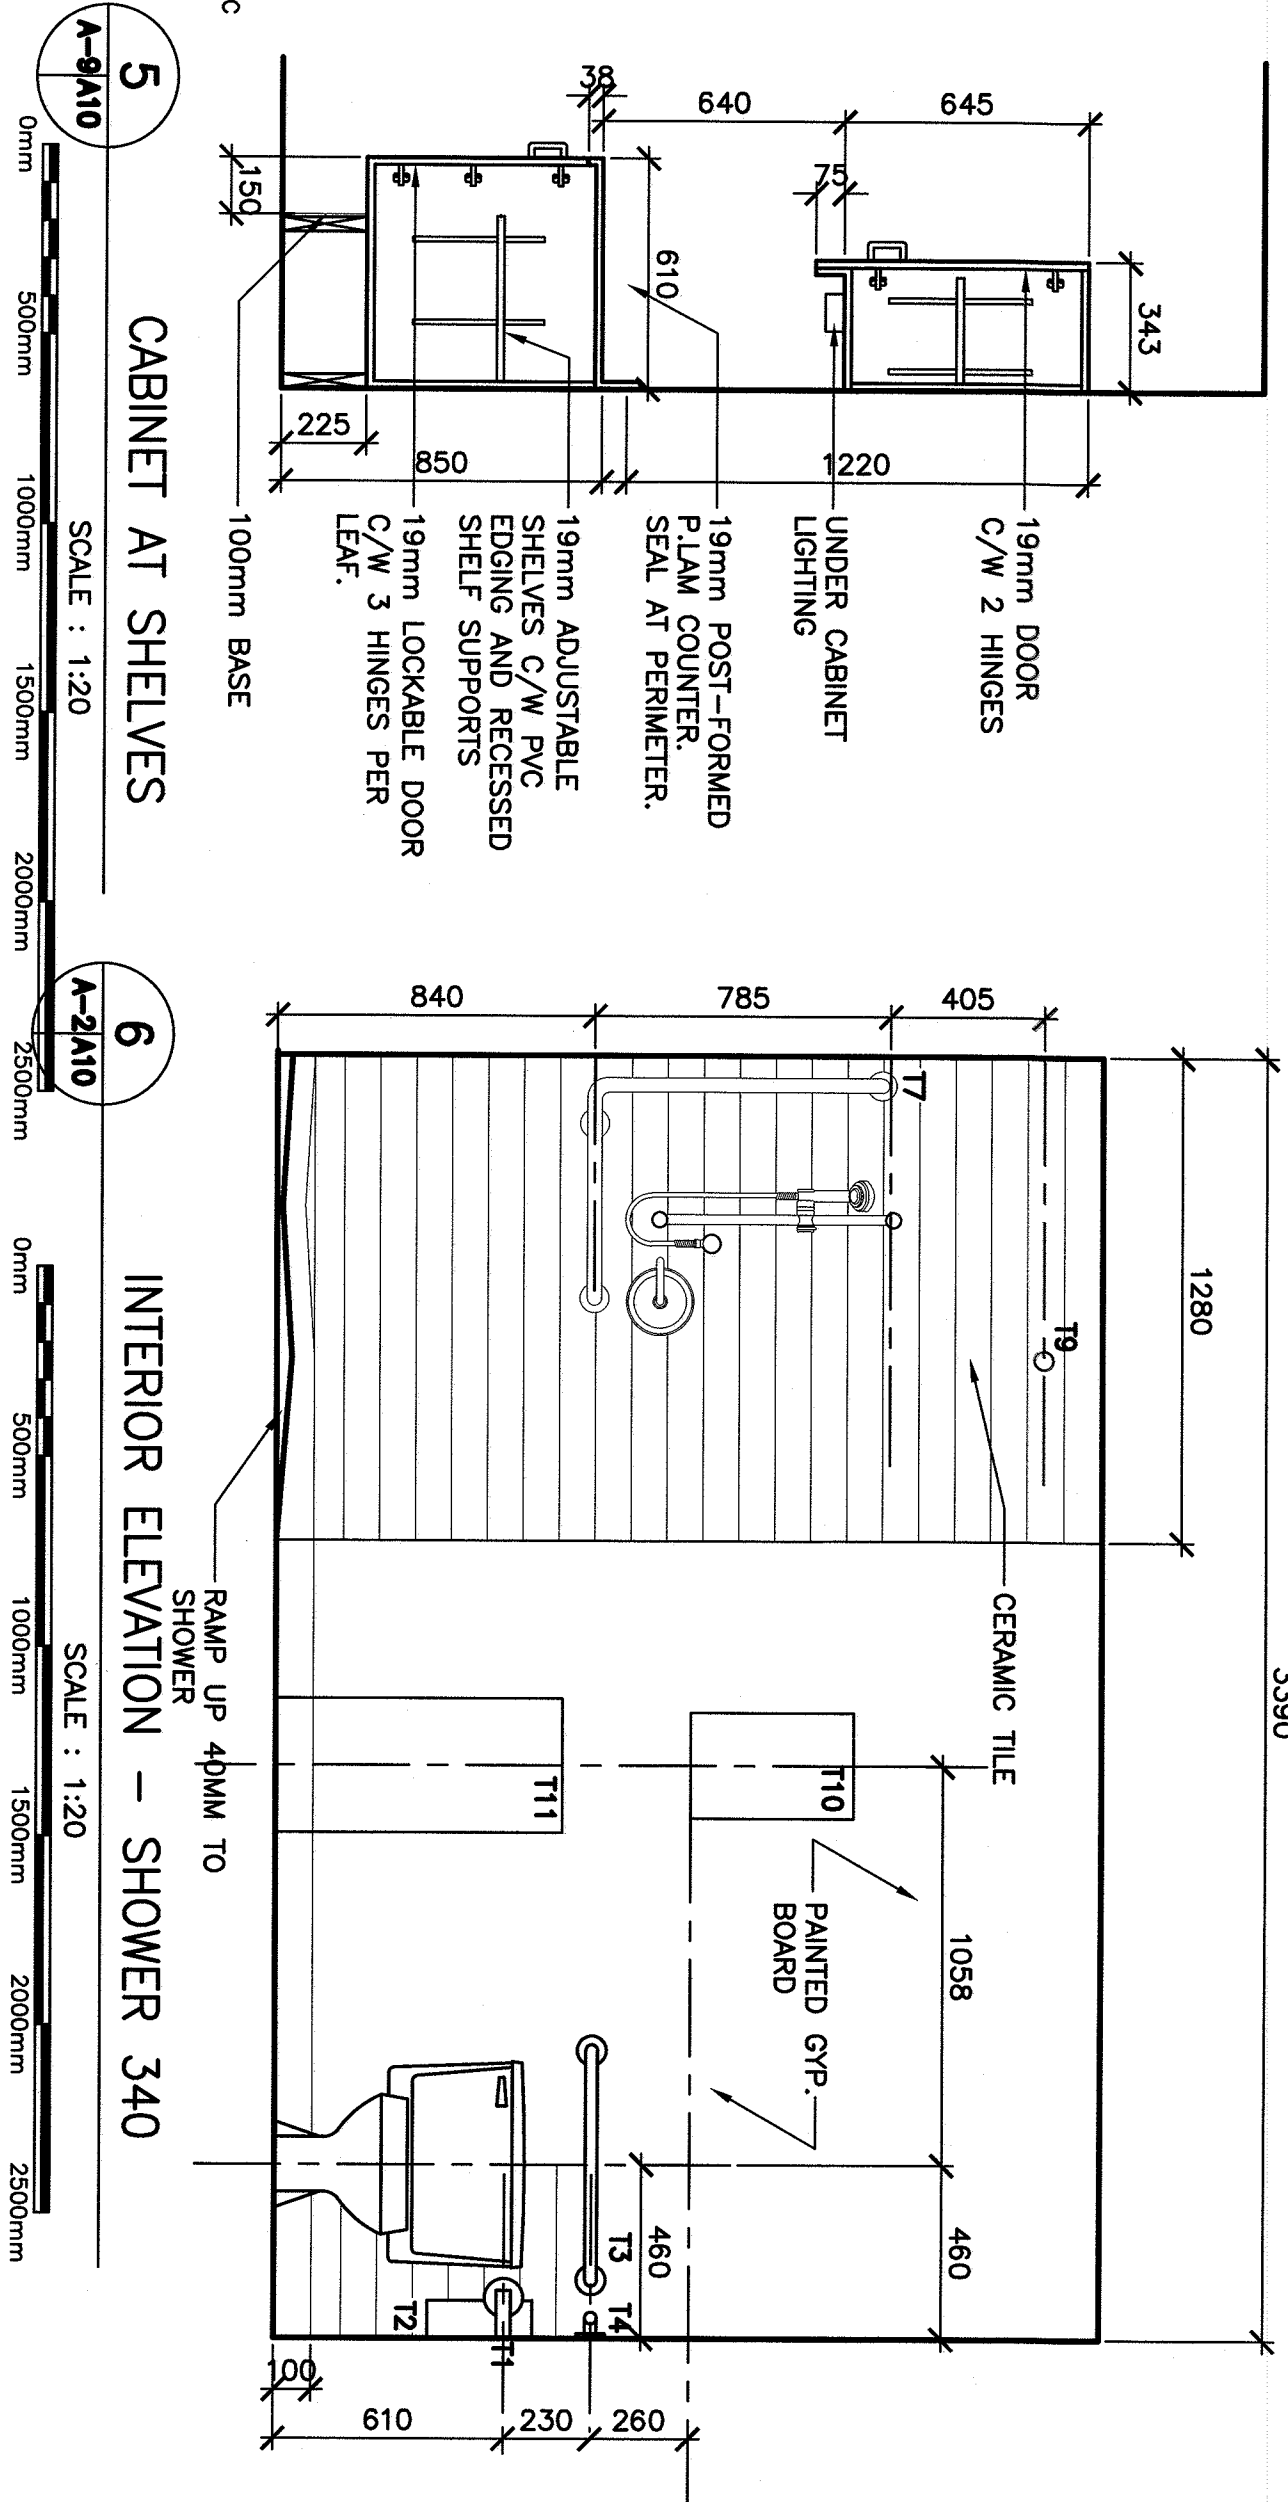 C
38
640
645
75
343
610
150
225
850
1220
19mm DOOR
C/W 2 HINGES
UNDER CABINET
LIGHTING
19mm POST-FORMED
P.LAM COUNTER.
SEAL AT PERIMETER.
19mm ADJUSTABLE
SHELVES C/W PVC
EDGING AND RECESSED
SHELF SUPPORTS
19mm LOCKABLE DOOR
C/W 3 HINGES PER
LEAF.
100mm BASE
5
A-9 A10
CABINET AT SHELVES
SCALE : 1:20
0mm 500mm 1000mm 1500mm 2000mm 2500mm
3390
1280
840
785
405
T7
T9
CERAMIC TILE
T10
T11
1058
460
PAINTED GYP.
BOARD
460
T3
T4
T2
T1
100
610
230
260
RAMP UP 40MM TO
SHOWER
6
A-2 A10
INTERIOR ELEVATION - SHOWER 340
SCALE : 1:20
0mm 500mm 1000mm 1500mm 2000mm 2500mm